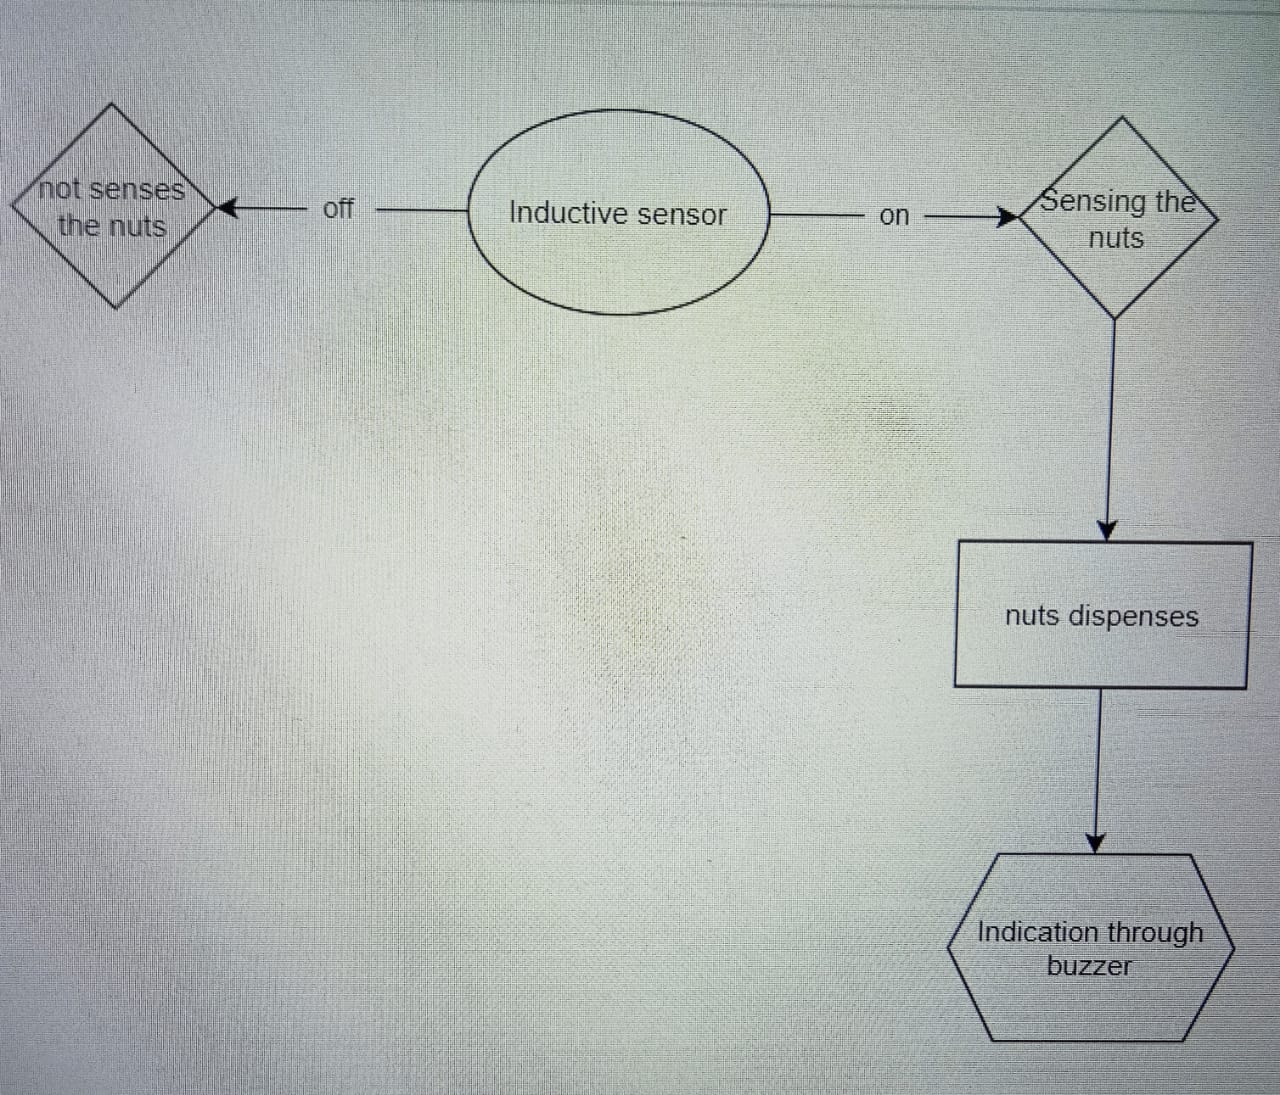 not senses
the nuts
off
Inductive sensor
on
Sensing the
nuts
nuts dispenses
Indication through
buzzer